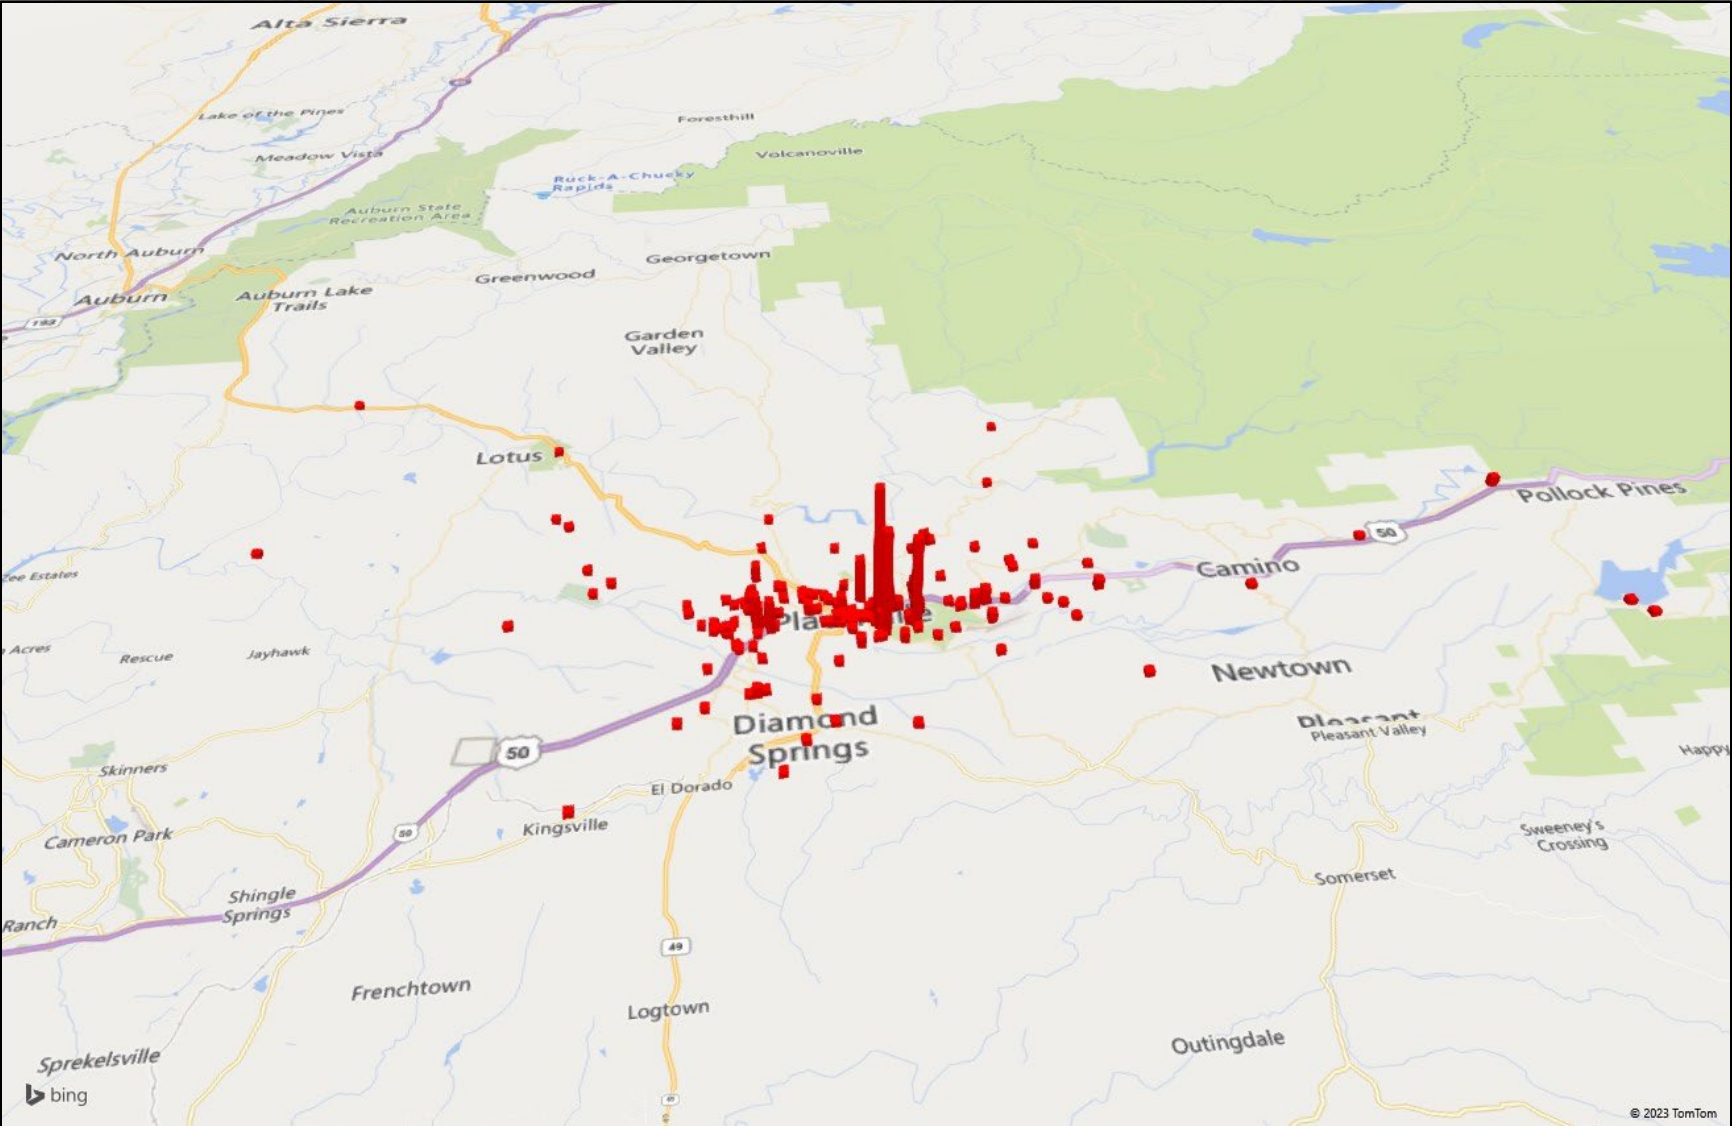 Alta Sierra
Lake of the Pines
Foresthill
Meadow Vista
Volcanoville
Ruck-A-Chucky
Rapids
Auburn State
Recreation Area
North Auburn
Georgetown
Greenwood
Auburn
Auburn Lake
Trails
193
Garden
Valley
Lotus
Pollock Pines
50
Camino
Zee Estates
Acres
Rescue
Jayhawk
Newtown
Diamond
Springs
Pleasant
Pleasant Valley
Happy
50
Skinners
El Dorado
Kingsville
50
Cameron Park
Sweeney's
Crossing
Somerset
Shingle
Springs
Ranch
49
Frenchtown
Logtown
Outingdale
Sprekelsville
bing
© 2023 TomTom